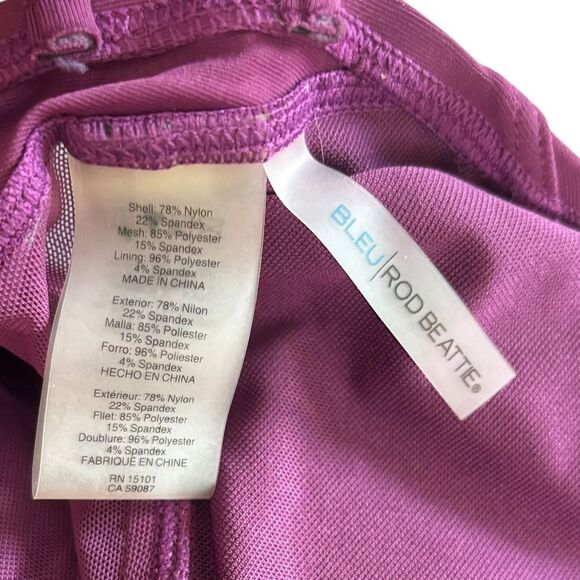 Shell: 78% Nylon
22% Spandex
Mesh: 85% Polyester
15% Spandex
Lining: 96% Polyester
4% Spandex
MADE IN CHINA
Exterior: 78% Nilon
22% Spandex
Malla: 85% Poliester
15% Spandex
Forro: 96% Poliester
4% Spandex
HECHO EN CHINA
Extérieur: 78% Nylon
22% Spandex
Filet: 85% Polyester
15% Spandex
Doublure: 96% Polyester
4% Spandex
FABRIQUÉ EN CHINE
RN 15101
CA 59087
BLEU|ROD BEATTIE®